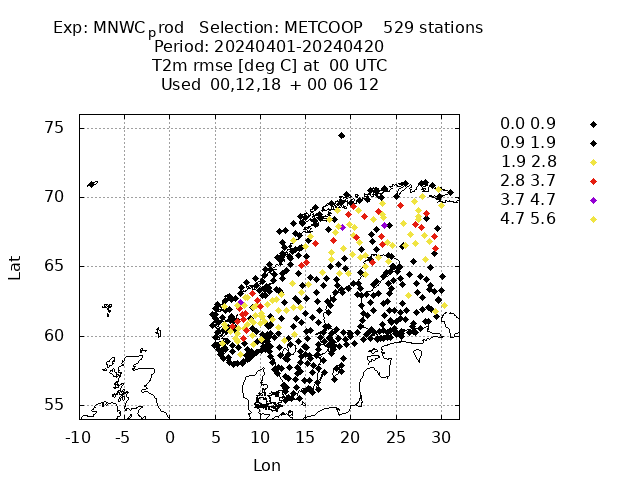 Exp: MNWCprod Selection: METCOOP 529 stations
Period: 20240401-20240420
T2m rmse [deg C] at 00 UTC
Used 00,12,18 + 00 06 12
0.0 0.9
0.9 1.9
1.9 2.8
2.8 3.7
3.7 4.7
4.7 5.6
75
70
65
60
55
Lat
-10 -5 0 5 10 15 20 25 30
Lon